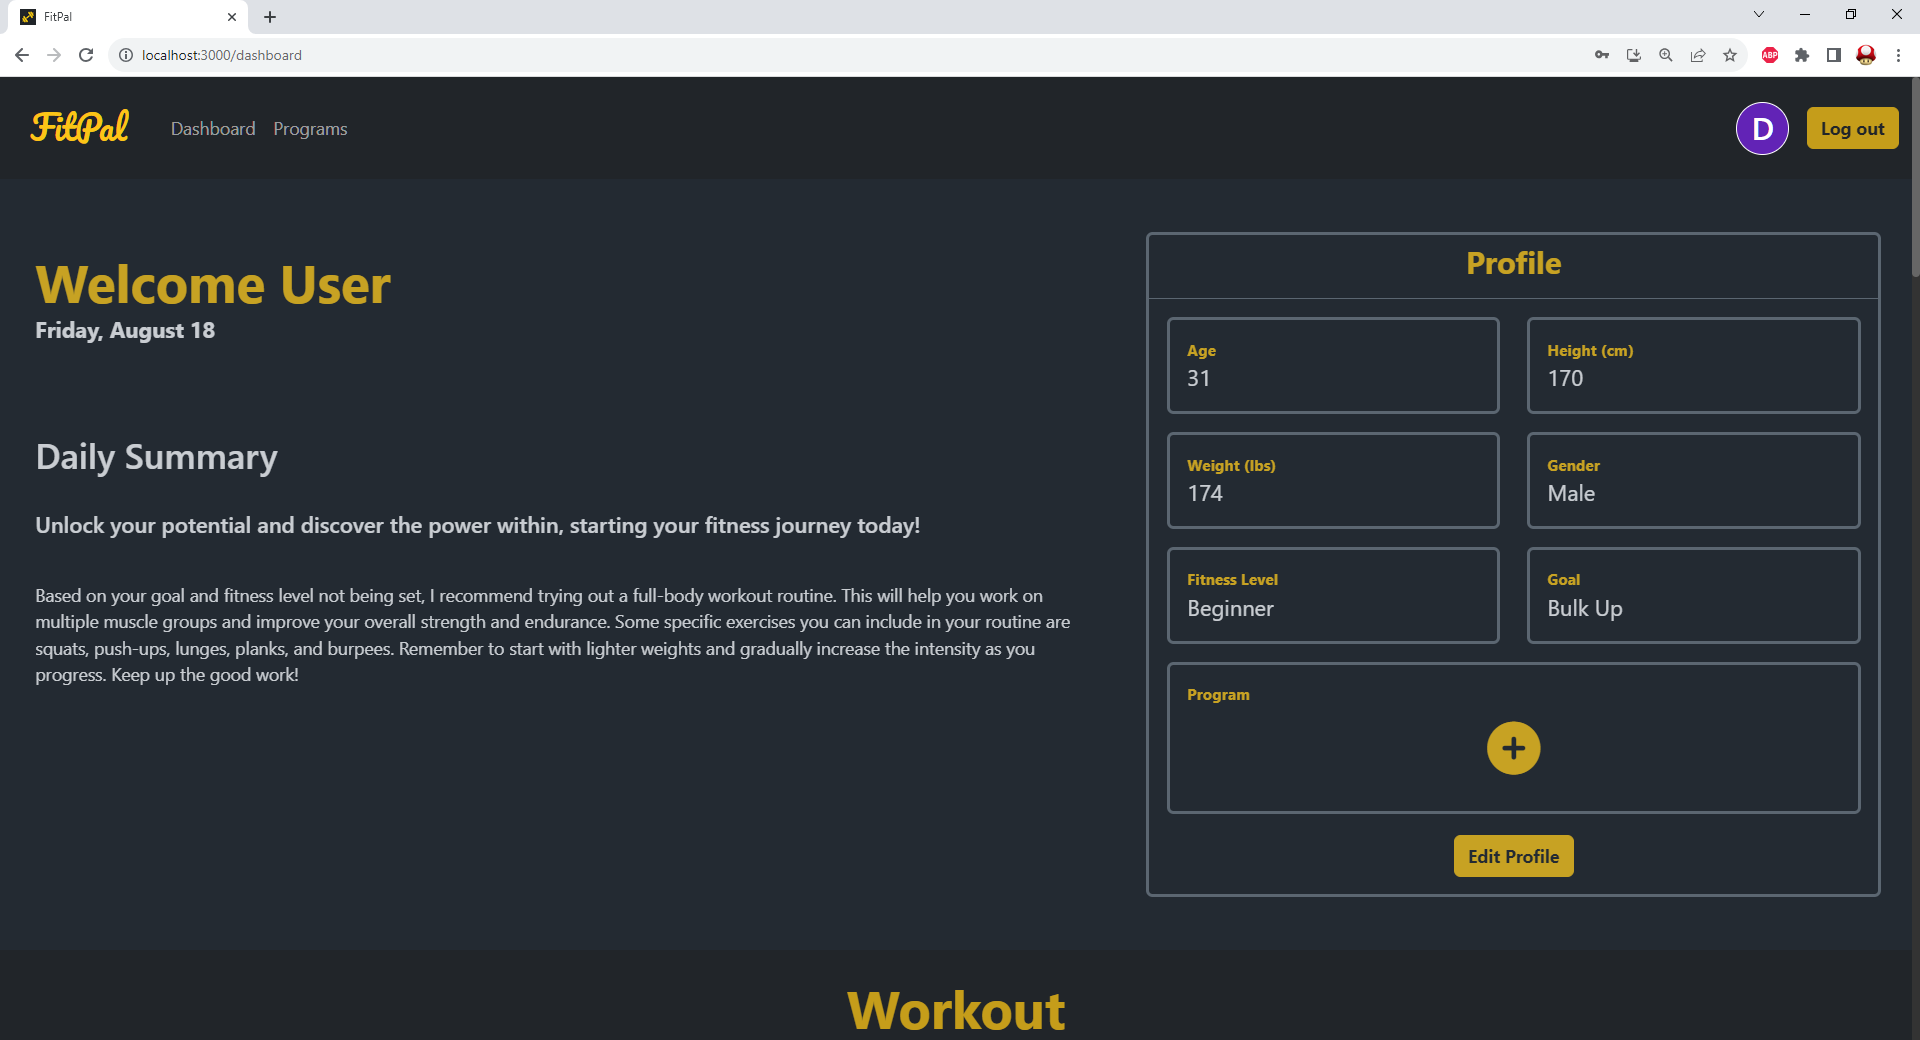 FitPal
localhost:3000/dashboard
ABP
FitPal
Dashboard
Programs
D
Log out
Welcome User
Friday, August 18
Daily Summary
Unlock your potential and discover the power within, starting your fitness journey today!
Based on your goal and fitness level not being set, I recommend trying out a full-body workout routine. This will help you work on
multiple muscle groups and improve your overall strength and endurance. Some specific exercises you can include in your routine are
squats, push-ups, lunges, planks, and burpees. Remember to start with lighter weights and gradually increase the intensity as you
progress. Keep up the good work!
Profile
Age
31
Height (cm)
170
Weight (lbs)
174
Gender
Male
Fitness Level
Beginner
Goal
Bulk Up
Program
Edit Profile
Workout